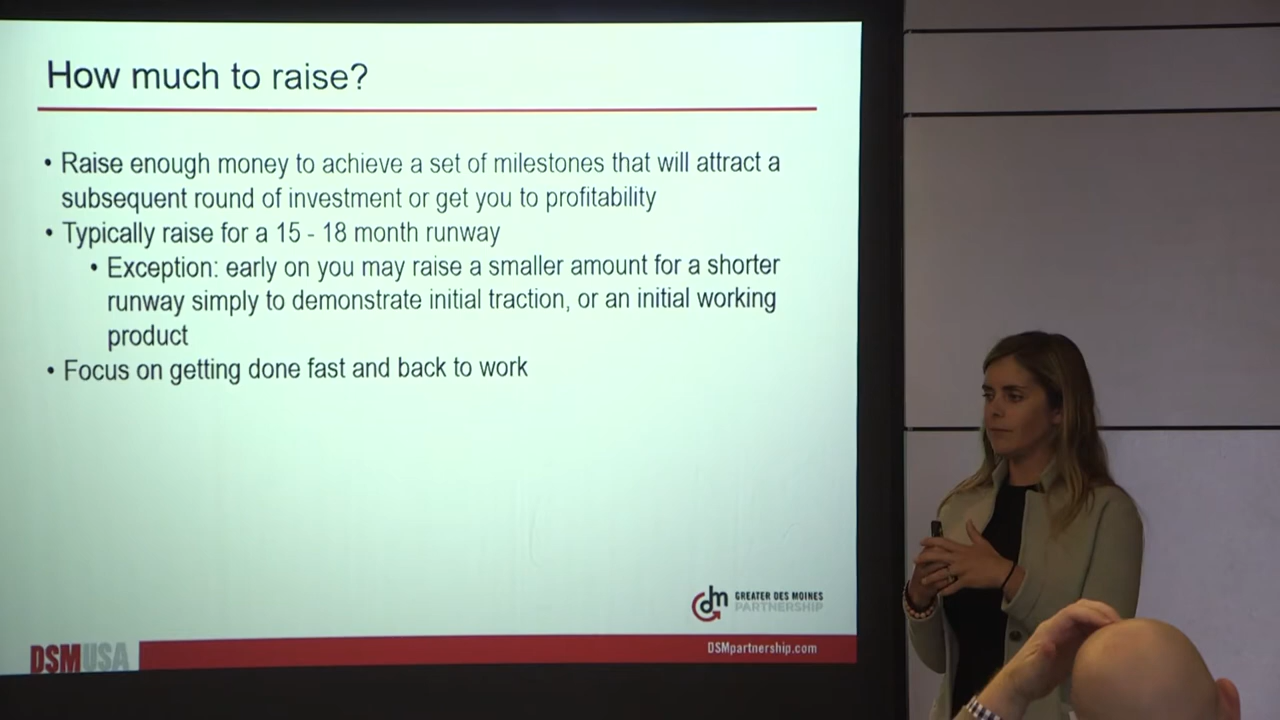 How much to raise?
• Raise enough money to achieve a set of milestones that will attract a
subsequent round of investment or get you to profitability
• Typically raise for a 15 - 18 month runway
• Exception: early on you may raise a smaller amount for a shorter
runway simply to demonstrate initial traction, or an initial working
product
• Focus on getting done fast and back to work
dm GREATER DES MOINES
PARTNERSHIP
DSMUSA
DSMpartnership.com